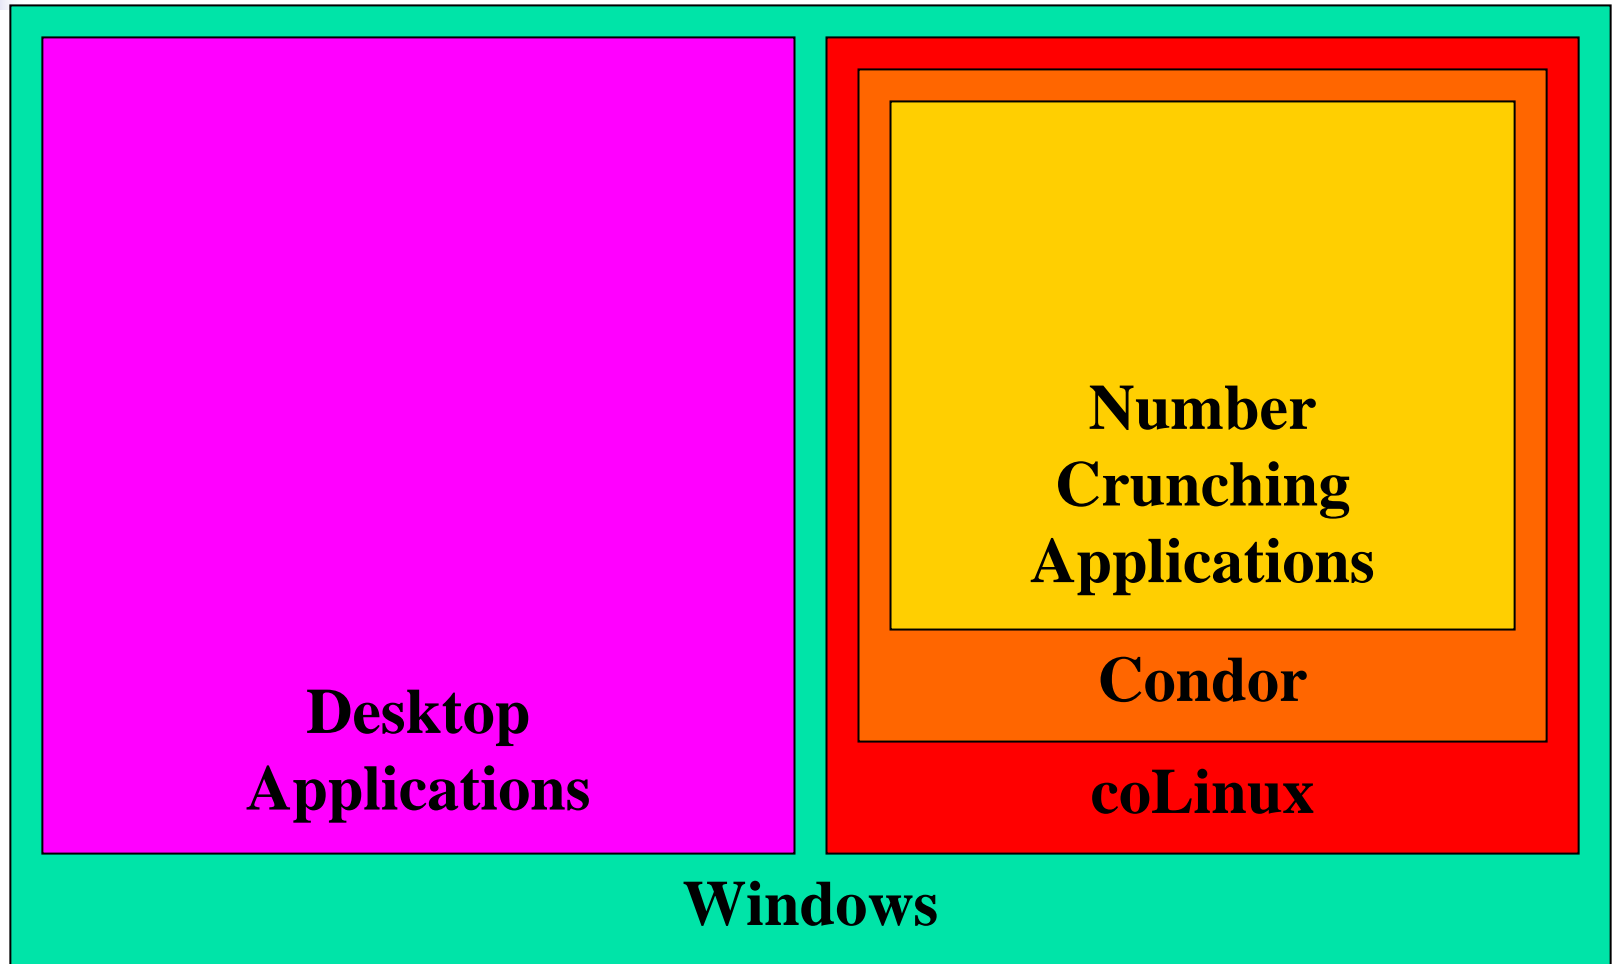 Number
Crunching
Applications
Condor
coLinux
Desktop
Applications
Windows